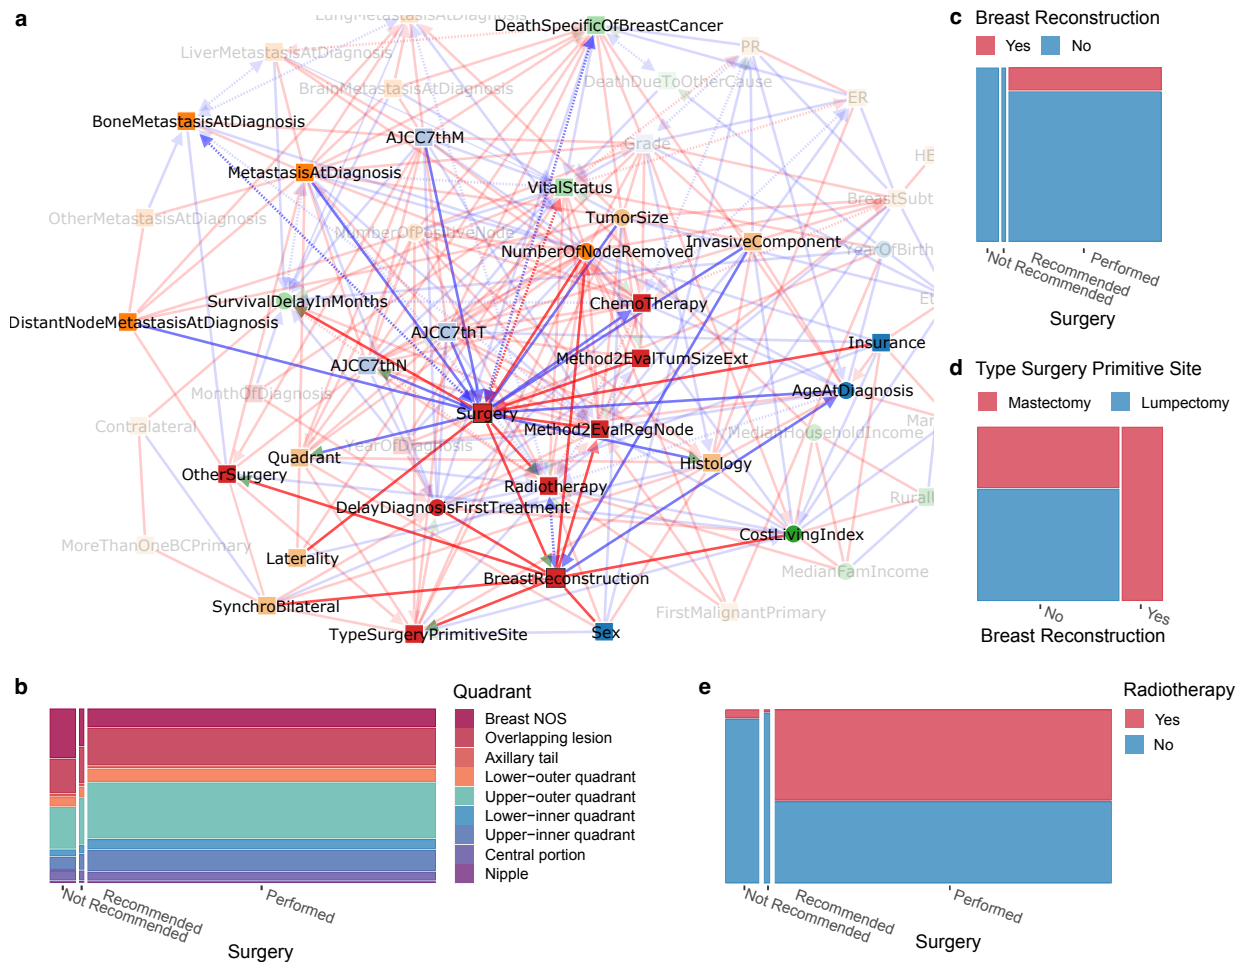 a
LungMetastasisAtDiagnosis
DeathSpecificOfBreastCancer
LiverMetastasisAtDiagnosis
PR
DeathDueToOtherCause
BrainMetastasisAtDiagnosis
ER
BoneMetastasisAtDiagnosis
AJCC7thM
Grade
HE
MetastasisAtDiagnosis
VitalStatus
BreastSubt
OtherMetastasisAtDiagnosis
TumorSize
NumberOfPositiveNode
InvasiveComponent
NumberOfNodeRemoved
YearOfBirth
SurvivalDelayInMonths
ChemoTherapy
Et
DistantNodeMetastasisAtDiagnosis
AJCC7thT
Insurance
Method2EvalTumSizeExt
AJCC7thN
MonthOfDiagnosis
AgeAtDiagnosis
Surgery
Contralateral
Method2EvalRegNode
MedianHouseholdIncome
Mar
YearOfDiagnosis
Quadrant
Histology
OtherSurgery
Radiotherapy
Rural
DelayDiagnosisFirstTreatment
CostLivingIndex
MoreThanOneBCPrimary
Laterality
MedianFamIncome
BreastReconstruction
SynchroBilateral
FirstMalignantPrimary
TypeSurgeryPrimitiveSite
Sex
c Breast Reconstruction
Yes No
Not Recommended
Recommended
Performed
Surgery
d Type Surgery Primitive Site
Mastectomy Lumpectomy
No
Yes
Breast Reconstruction
b
Quadrant
Breast NOS
Overlapping lesion
Axillary tail
Lower−outer quadrant
Upper−outer quadrant
Lower−inner quadrant
Upper−inner quadrant
Central portion
Nipple
Not Recommended
Recommended
Performed
Surgery
e
Radiotherapy
Yes
No
Not Recommended
Recommended
Performed
Surgery